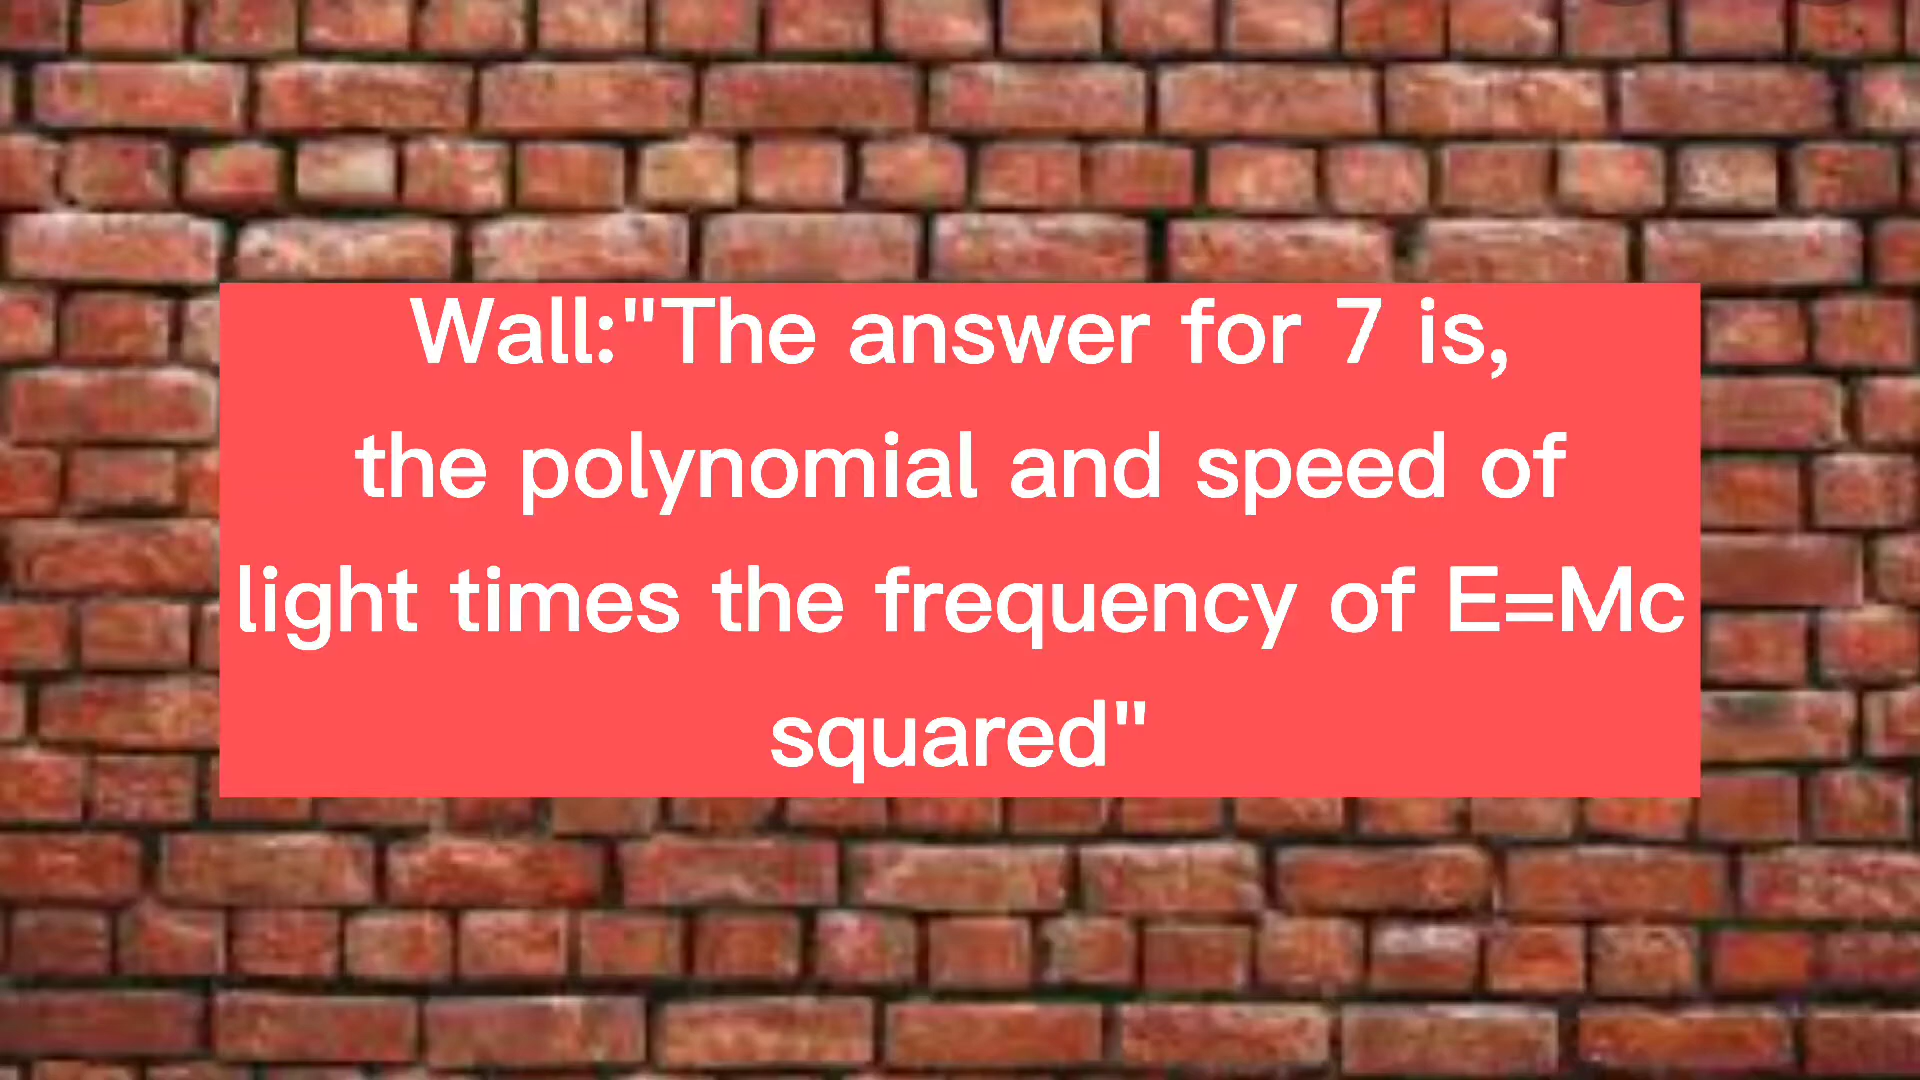 Wall:"The answer for 7 is,
the polynomial and speed of
light times the frequency of E=Mc
squared"